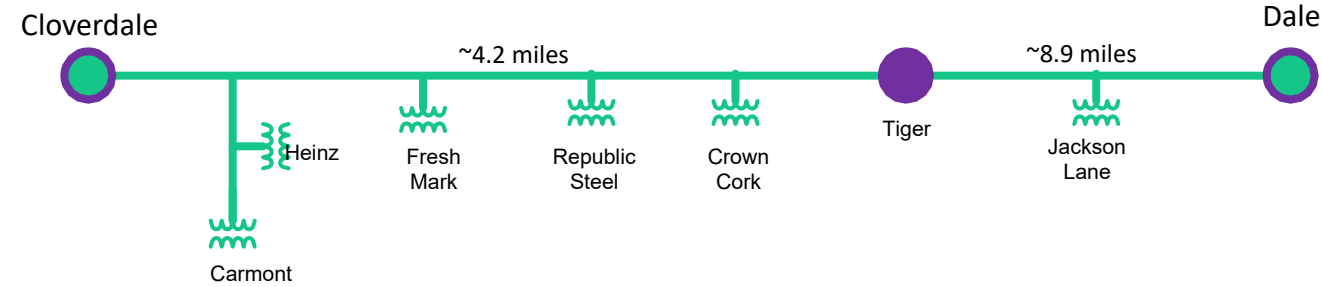 Cloverdale
Dale
~4.2 miles
~8.9 miles
Tiger
Heinz
Fresh
Mark
Republic
Steel
Crown
Cork
Jackson
Lane
Carmont